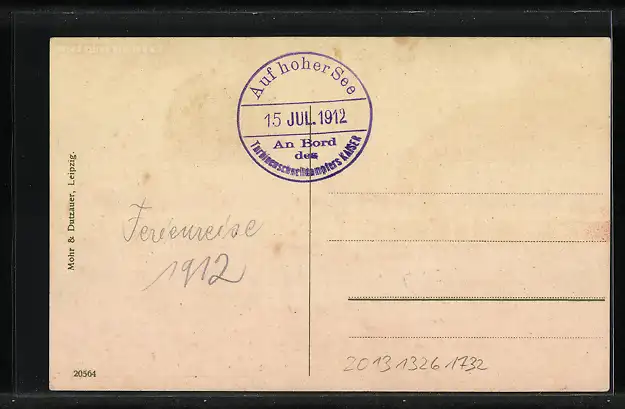 Auf hoher See
15 JUL. 1912
An Bord
des
Turbinenschnelldampfers KAISER
Mohr & Dutzauer, Leipzig.
Ferienreise
1912
20564
2013 1326 1732